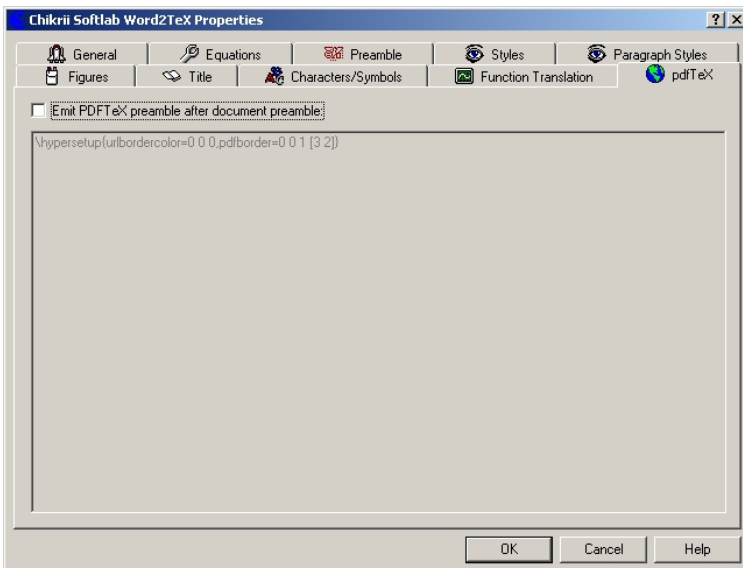 Chikrii Softlab Word2TeX Properties
General Equations Preamble Styles Paragraph Styles
Figures Title Characters/Symbols Function Translation pdfTeX
Emit PDFTeX preamble after document preamble:
\hypersetup{urlbordercolor=0 0 0,pdfborder=0 0 1 [3 2]}
OK Cancel Help